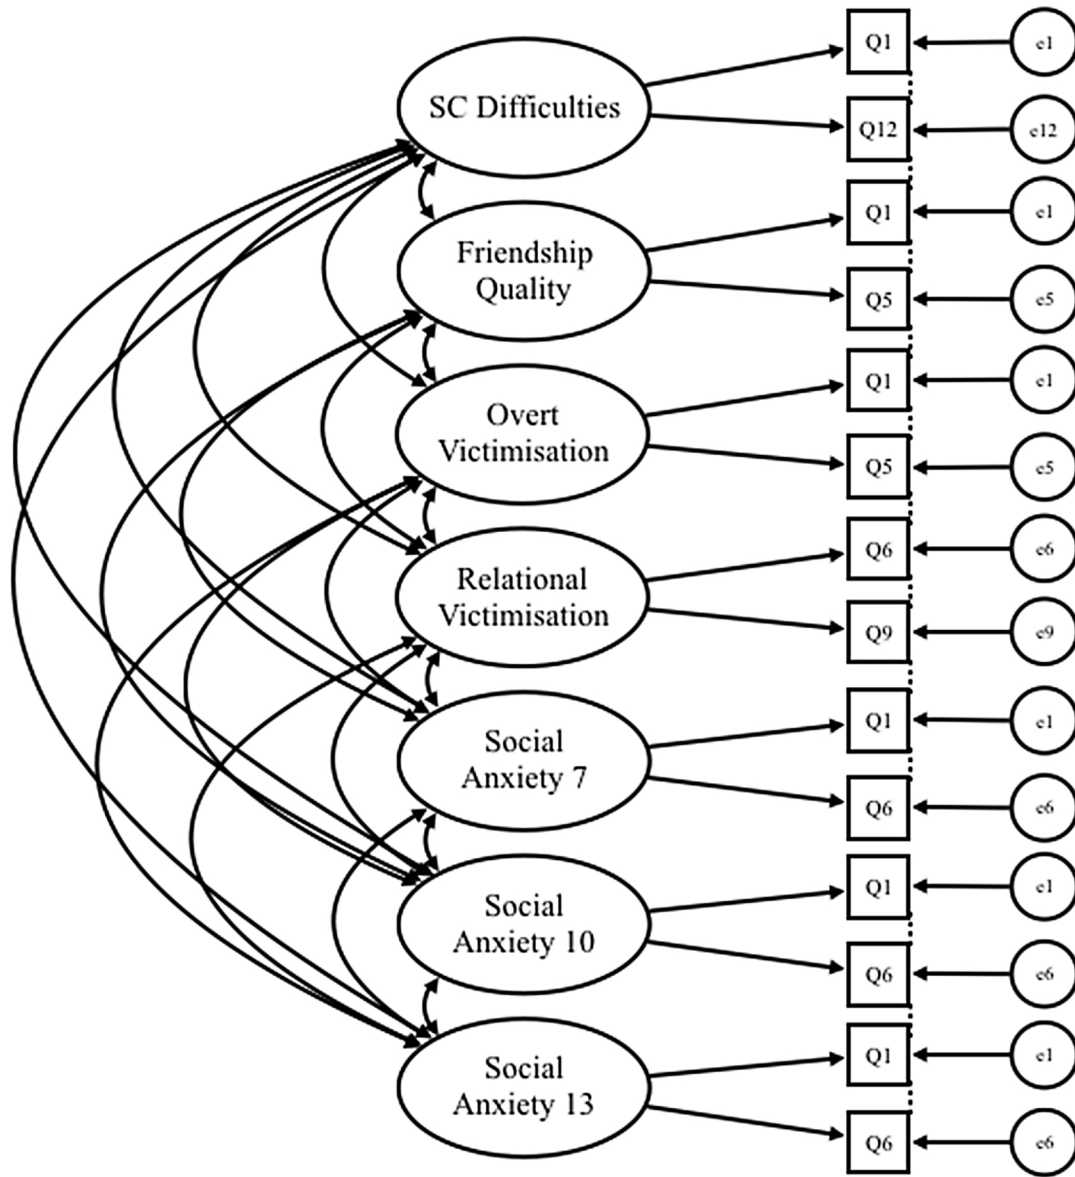 SC Difficulties
Q1
e1
Q12
e12
Friendship
Quality
Q1
e1
Q5
e5
Overt
Victimisation
Q1
e1
Q5
e5
Relational
Victimisation
Q6
e6
Q9
e9
Social
Anxiety 7
Q1
e1
Q6
e6
Social
Anxiety 10
Q1
e1
Q6
e6
Social
Anxiety 13
Q1
e1
Q6
e6